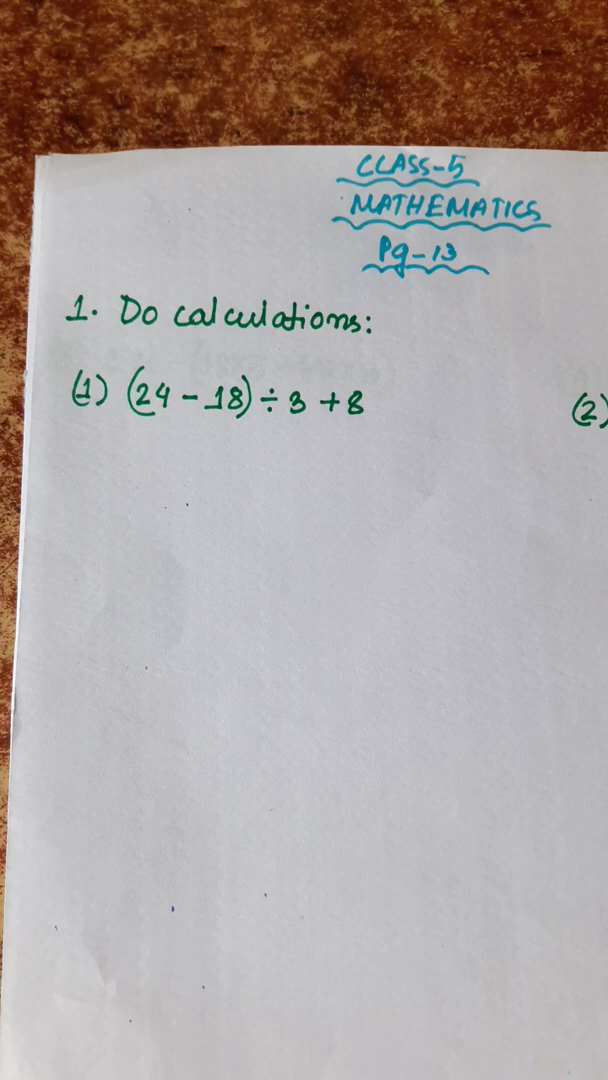 CLASS-5
MATHEMATICS
Pg-13
1. Do calculations:
(1) (24 - 18) ÷ 3 + 8 (2)